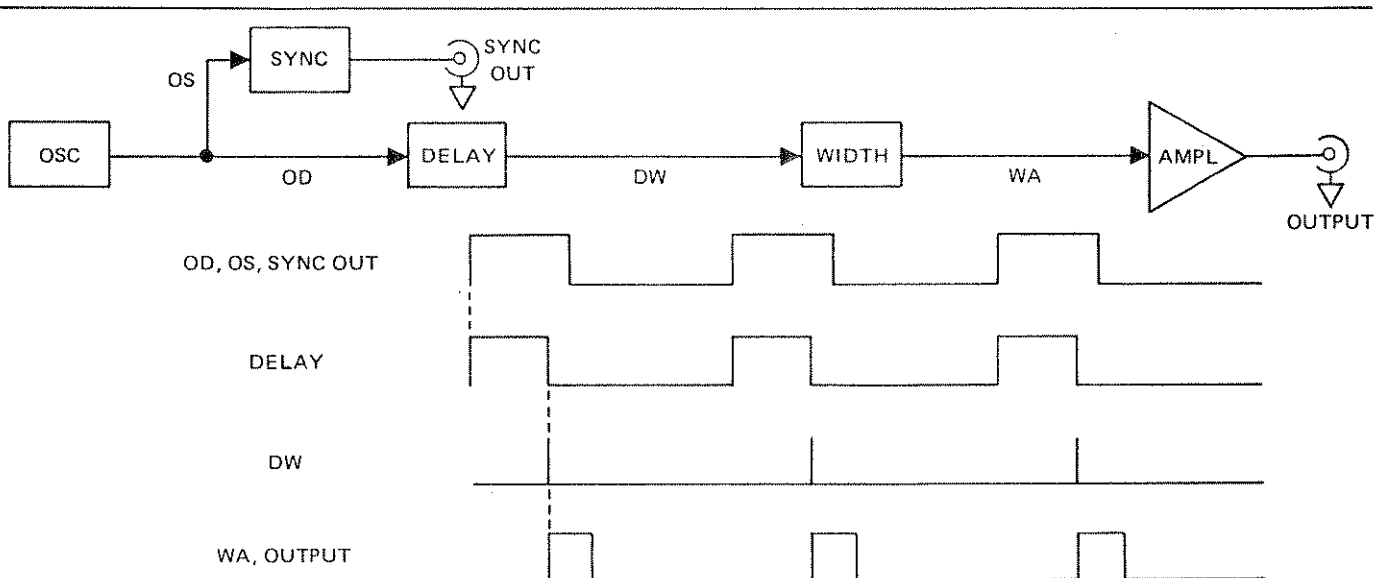 SYNC
SYNC
OUT
OS
OSC
DELAY
WIDTH
AMPL
OD
DW
WA
OUTPUT
OD, OS, SYNC OUT
DELAY
DW
WA, OUTPUT